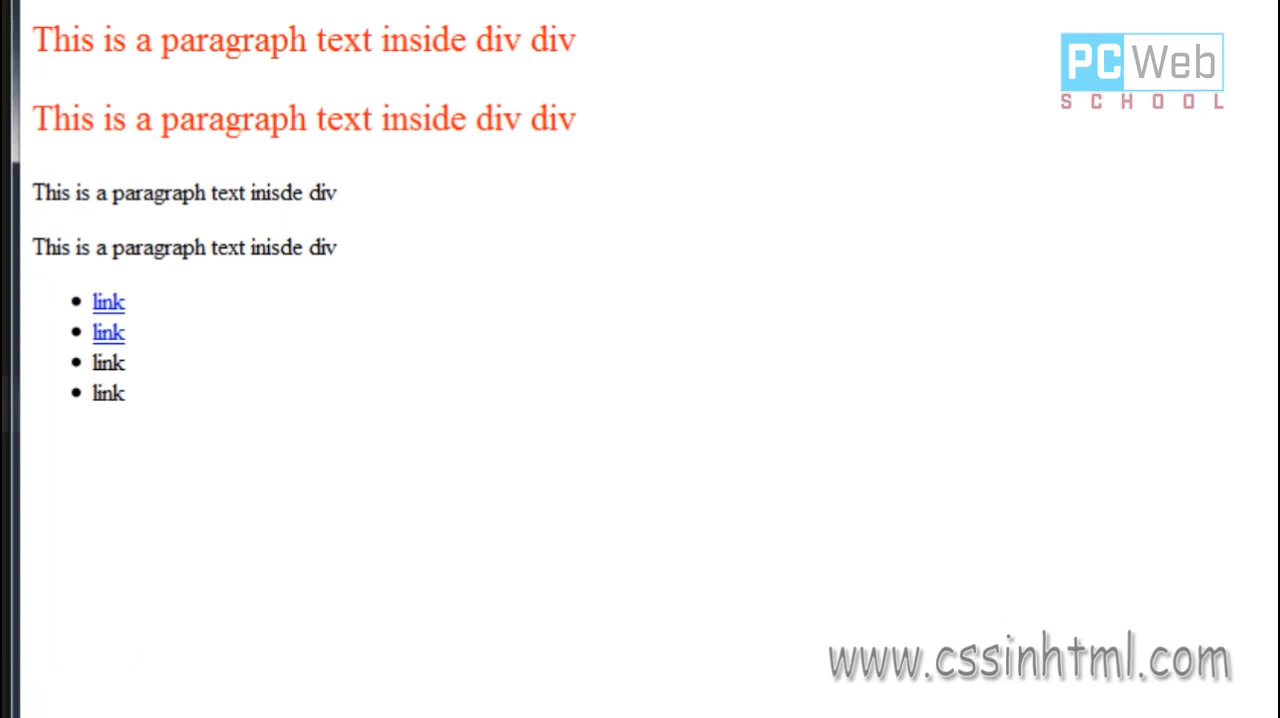 This is a paragraph text inside div div
PC Web
SCHOOL
This is a paragraph text inside div div
This is a paragraph text inisde div
This is a paragraph text inisde div
link
link
link
link
www.cssinhtml.com